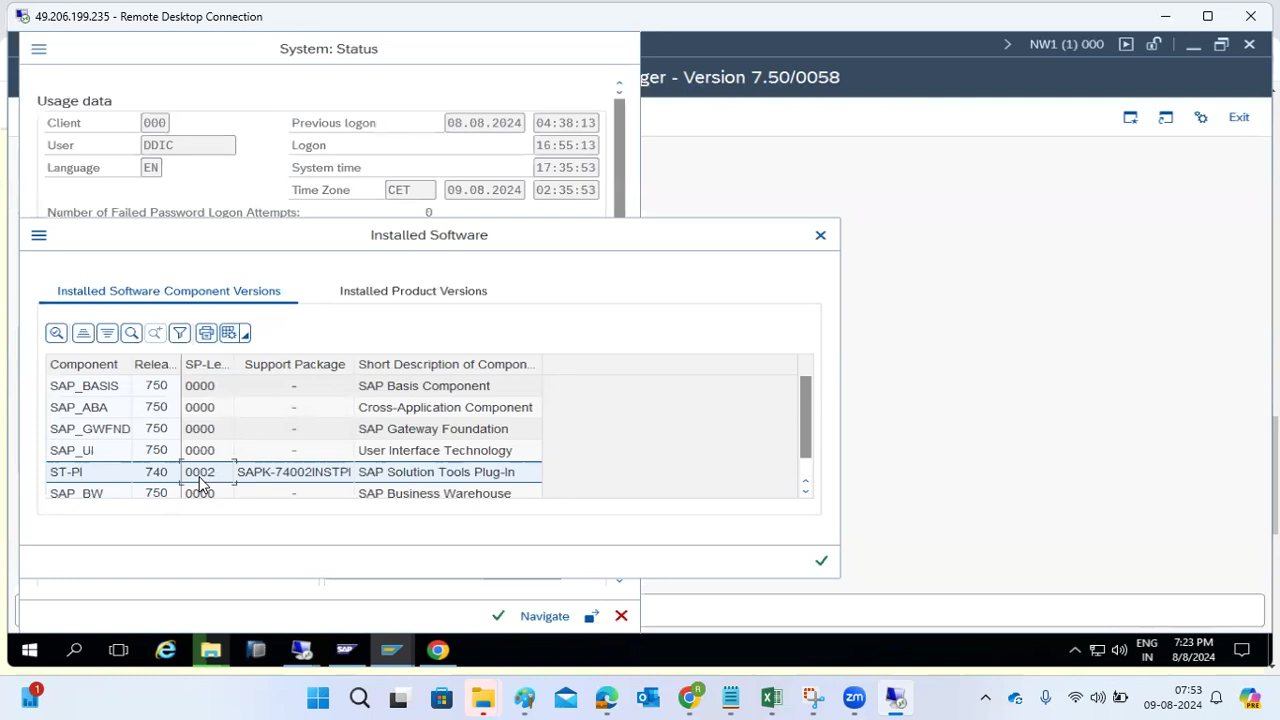 49.206.199.235 - Remote Desktop Connection
System: Status
NW1 (1) 000
ger - Version 7.50/0058
Exit
Usage data
Client 000 Previous logon 08.08.2024 04:38:13
User DDIC Logon 16:55:13
Language EN System time 17:35:53
Time Zone CET 09.08.2024 02:35:53
Number of Failed Password Logon Attempts: 0
Installed Software
Installed Software Component Versions Installed Product Versions
Component Relea... SP-Le... Support Package Short Description of Compon...
SAP_BASIS 750 0000 - SAP Basis Component
SAP_ABA 750 0000 - Cross-Application Component
SAP_GWFND 750 0000 - SAP Gateway Foundation
SAP_UI 750 0000 - User Interface Technology
ST-PI 740 0002 SAPK-74002INSTPI SAP Solution Tools Plug-In
SAP_BW 750 0000 - SAP Business Warehouse
Navigate
SAP
ENG
IN
7:23 PM
8/8/2024
1
R
zm
PRE
07:53
09-08-2024